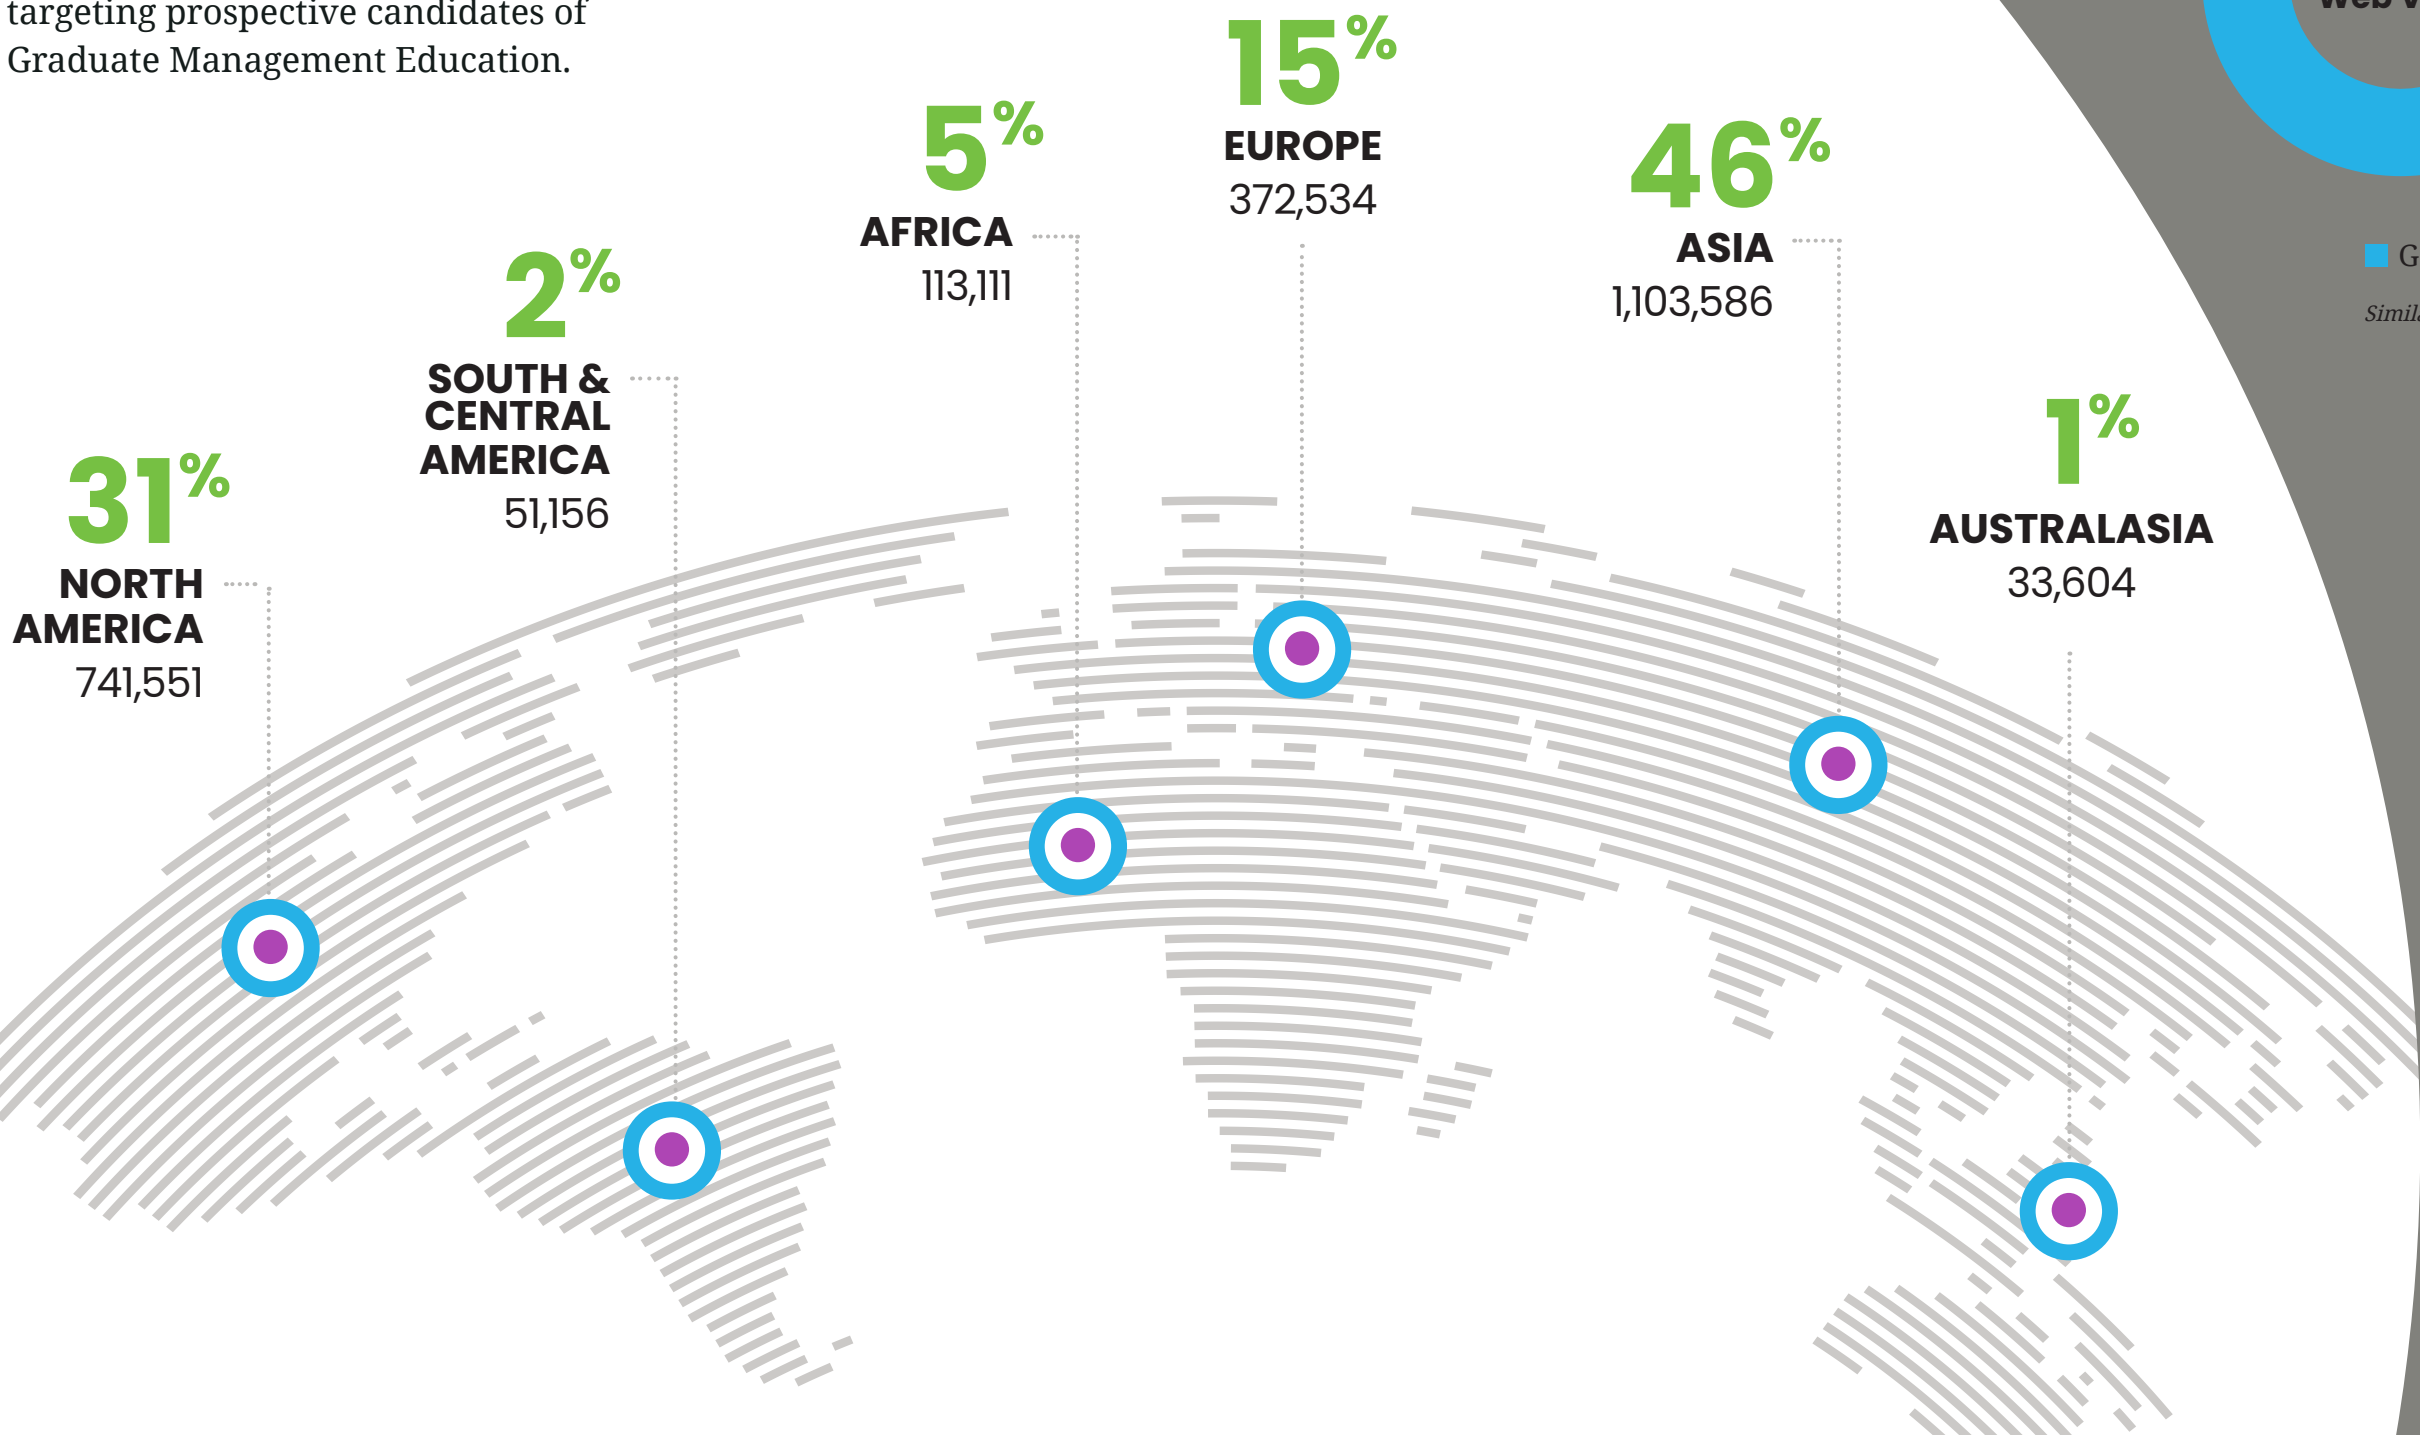 targeting prospective candidates of
Graduate Management Education.
15%
EUROPE
372,534
5%
AFRICA
113,111
46%
ASIA
1,103,586
2%
SOUTH &
CENTRAL
AMERICA
51,156
1%
AUSTRALASIA
33,604
31%
NORTH
AMERICA
741,551